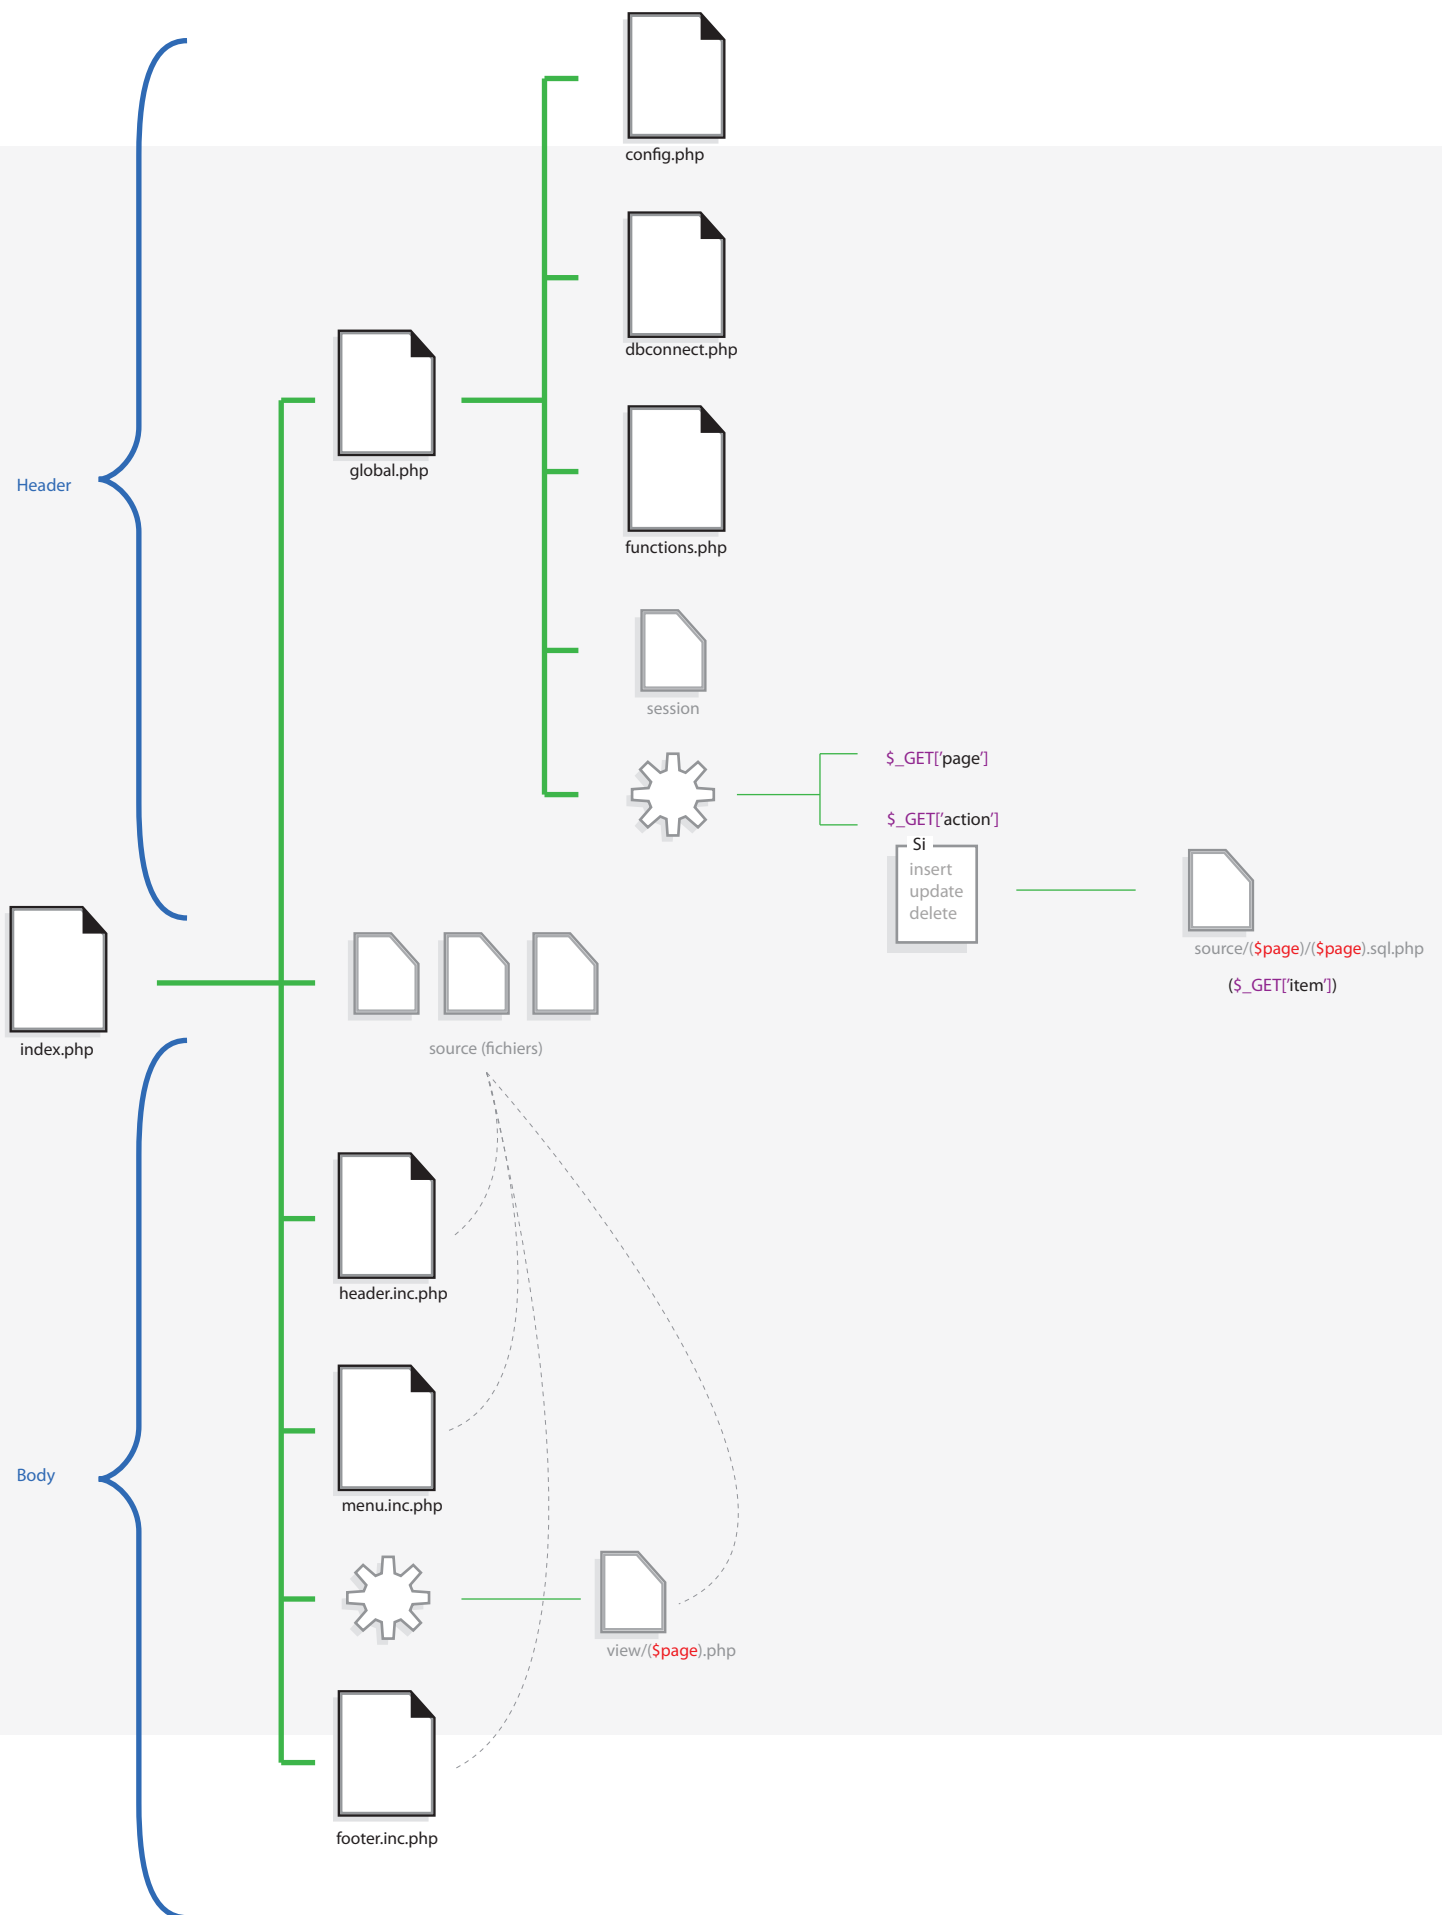 config.php
dbconnect.php
global.php
Header
functions.php
session
$_GET['page']
$_GET['action']
Si
insert
update
delete
source/($page)/($page).sql.php
($_GET['item'])
index.php
source (fichiers)
header.inc.php
Body
menu.inc.php
view/($page).php
footer.inc.php